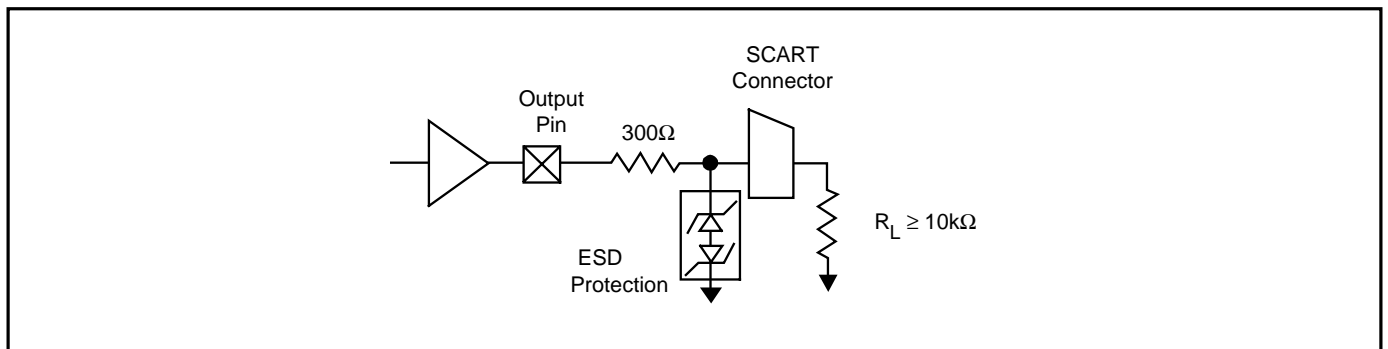 SCART
Connector
Output
Pin
300Ω
ESD
Protection
R_L ≥ 10kΩ